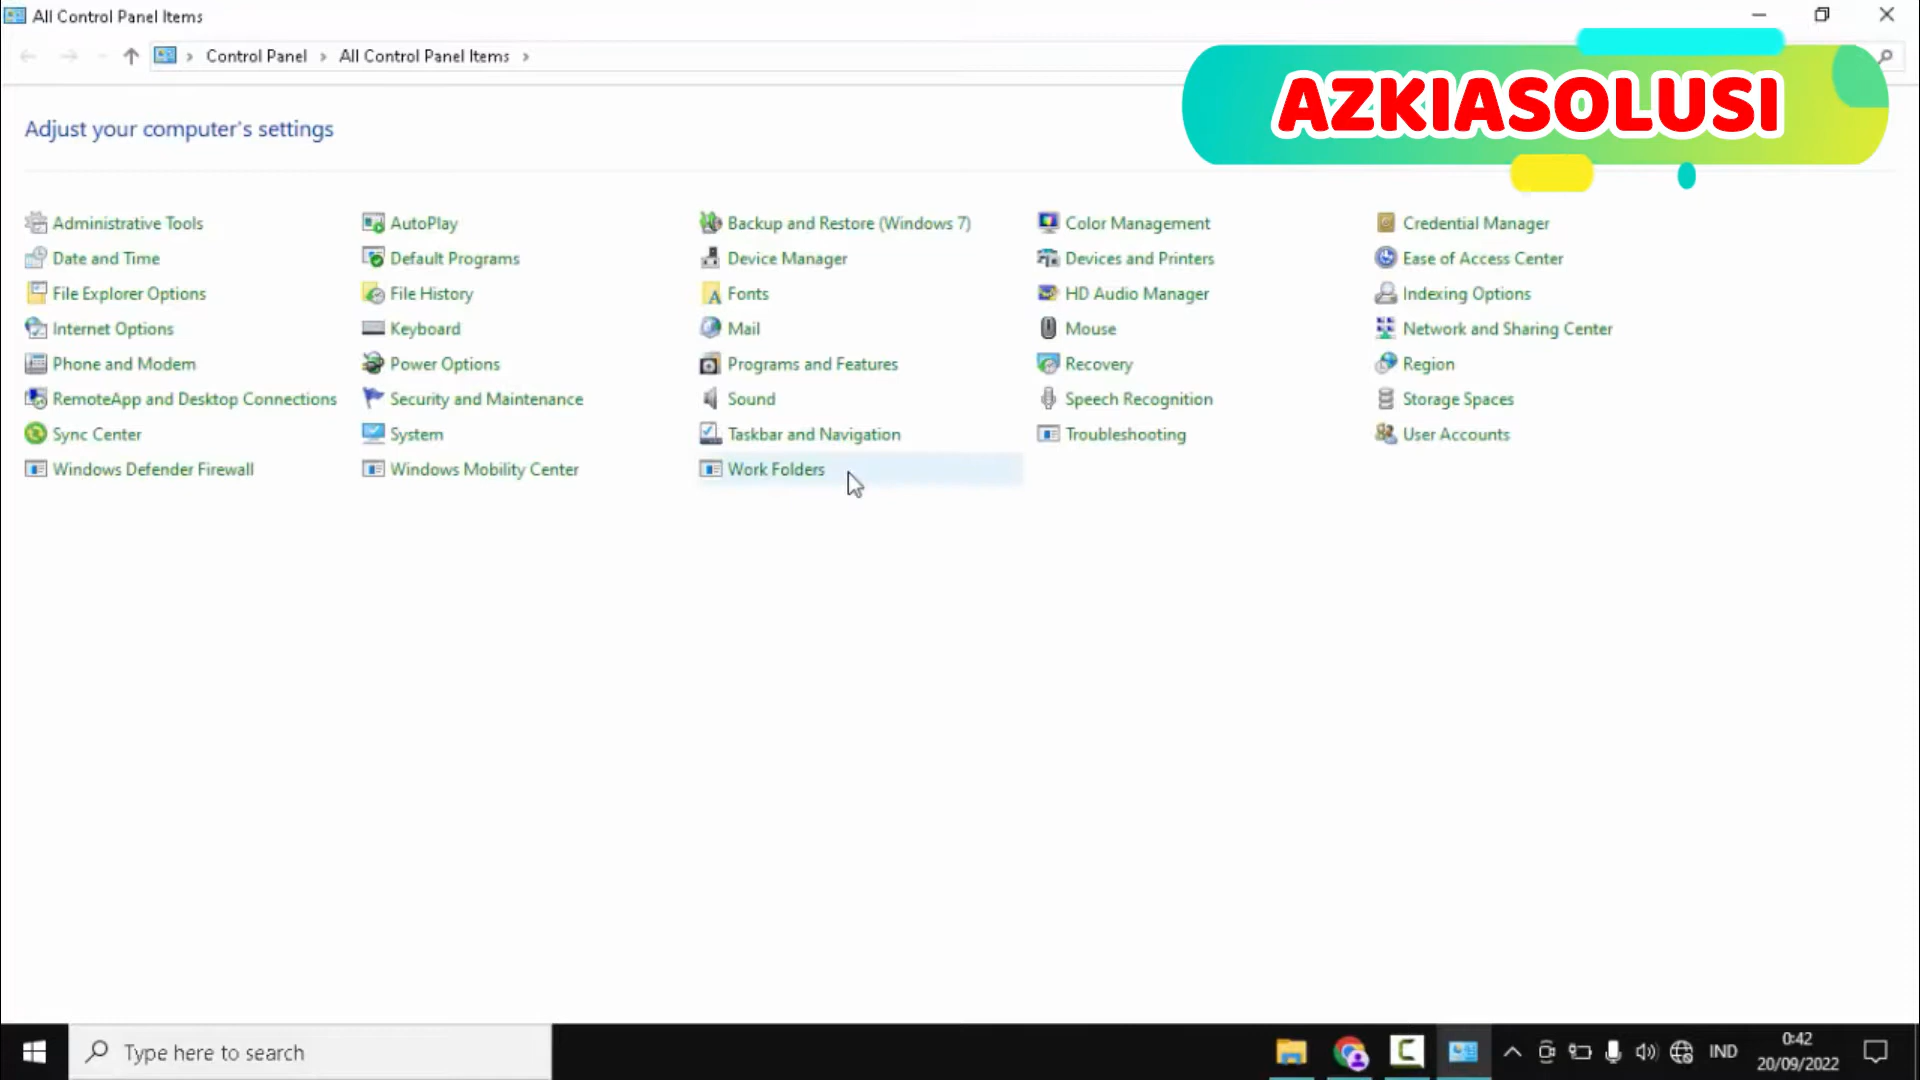 All Control Panel Items
Control Panel > All Control Panel Items >
AZKIASOLUSI
Adjust your computer's settings
Administrative Tools
AutoPlay
Backup and Restore (Windows 7)
Color Management
Credential Manager
Date and Time
Default Programs
Device Manager
Devices and Printers
Ease of Access Center
File Explorer Options
File History
Fonts
HD Audio Manager
Indexing Options
Internet Options
Keyboard
Mail
Mouse
Network and Sharing Center
Phone and Modem
Power Options
Programs and Features
Recovery
Region
RemoteApp and Desktop Connections
Security and Maintenance
Sound
Speech Recognition
Storage Spaces
Sync Center
System
Taskbar and Navigation
Troubleshooting
User Accounts
Windows Defender Firewall
Windows Mobility Center
Work Folders
Type here to search
IND
0:42
20/09/2022